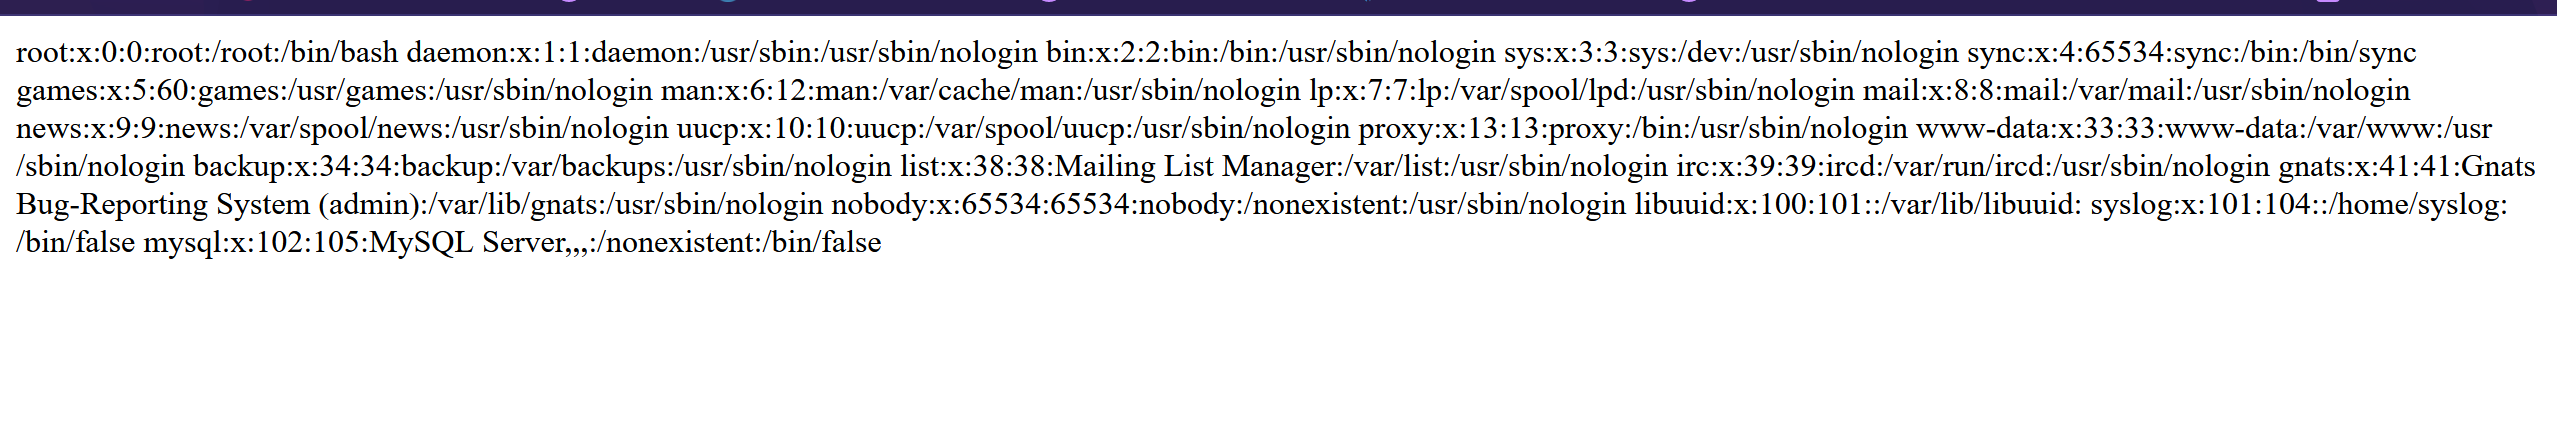 root:x:0:0:root:/root:/bin/bash daemon:x:1:1:daemon:/usr/sbin:/usr/sbin/nologin bin:x:2:2:bin:/bin:/usr/sbin/nologin sys:x:3:3:sys:/dev:/usr/sbin/nologin sync:x:4:65534:sync:/bin:/bin/sync
games:x:5:60:games:/usr/games:/usr/sbin/nologin man:x:6:12:man:/var/cache/man:/usr/sbin/nologin lp:x:7:7:lp:/var/spool/lpd:/usr/sbin/nologin mail:x:8:8:mail:/var/mail:/usr/sbin/nologin
news:x:9:9:news:/var/spool/news:/usr/sbin/nologin uucp:x:10:10:uucp:/var/spool/uucp:/usr/sbin/nologin proxy:x:13:13:proxy:/bin:/usr/sbin/nologin www-data:x:33:33:www-data:/var/www:/usr
/sbin/nologin backup:x:34:34:backup:/var/backups:/usr/sbin/nologin list:x:38:38:Mailing List Manager:/var/list:/usr/sbin/nologin irc:x:39:39:ircd:/var/run/ircd:/usr/sbin/nologin gnats:x:41:41:Gnats
Bug-Reporting System (admin):/var/lib/gnats:/usr/sbin/nologin nobody:x:65534:65534:nobody:/nonexistent:/usr/sbin/nologin libuuid:x:100:101::/var/lib/libuuid: syslog:x:101:104::/home/syslog:
/bin/false mysql:x:102:105:MySQL Server,,,:/nonexistent:/bin/false